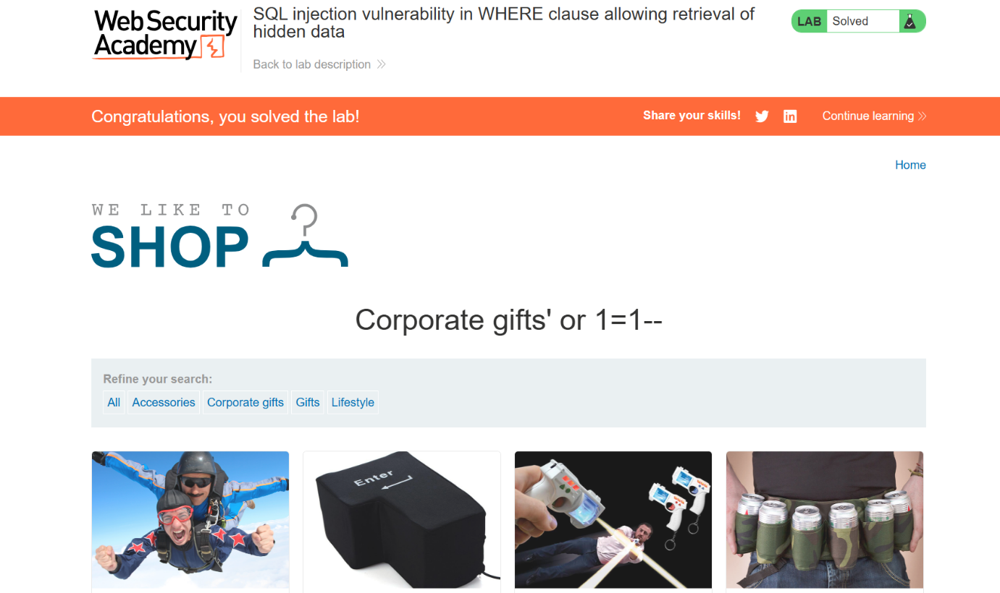 Web Security
Academy
SQL injection vulnerability in WHERE clause allowing retrieval of
hidden data
Back to lab description
LAB Solved
Congratulations, you solved the lab!
Share your skills!
Continue learning
Home
WE LIKE TO
SHOP
Corporate gifts' or 1=1--
Refine your search:
All Accessories Corporate gifts Gifts Lifestyle
Enter